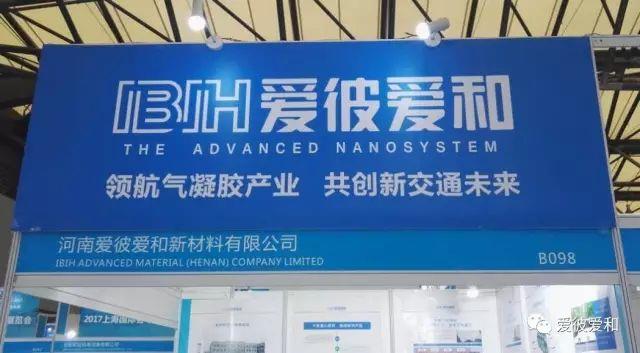 IBIH 爱彼爱和
THE ADVANCED NANOSYSTEM
领航气凝胶产业 共创新交通未来
河南爱彼爱和新材料有限公司
IBIH ADVANCED MATERIAL (HENAN) COMPANY LIMITED
B098
2017上海国际
爱彼爱和